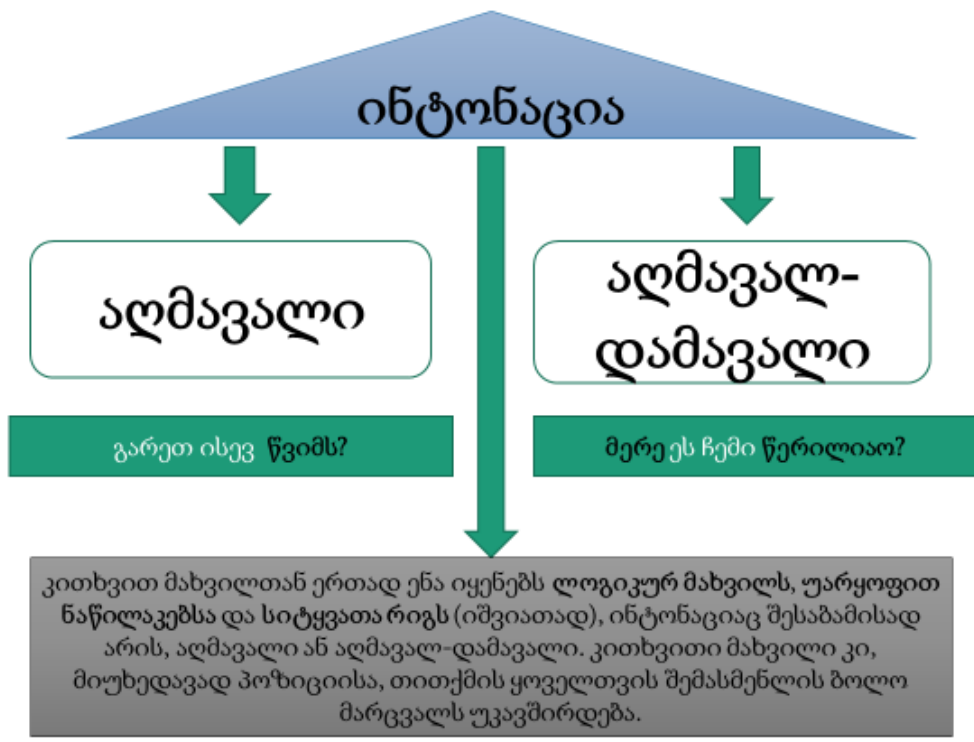 ინტონაცია
აღმავალი
აღმავალ-
დამავალი
გარეთ ისევ წვიმს?
მერე ეს ჩემი წერილიაო?
კითხვით მახვილთან ერთად ენა იყენებს ლოგიკურ მახვილს, უარყოფით
ნაწილაკებსა და სიტყვათა რიგს (იშვიათად), ინტონაციაც შესაბამისად
არის, აღმავალი ან აღმავალ-დამავალი. კითხვითი მახვილი კი,
მიუხედავად პოზიციისა, თითქმის ყოველთვის შემასმენლის ბოლო
მარცვალს უკავშირდება.